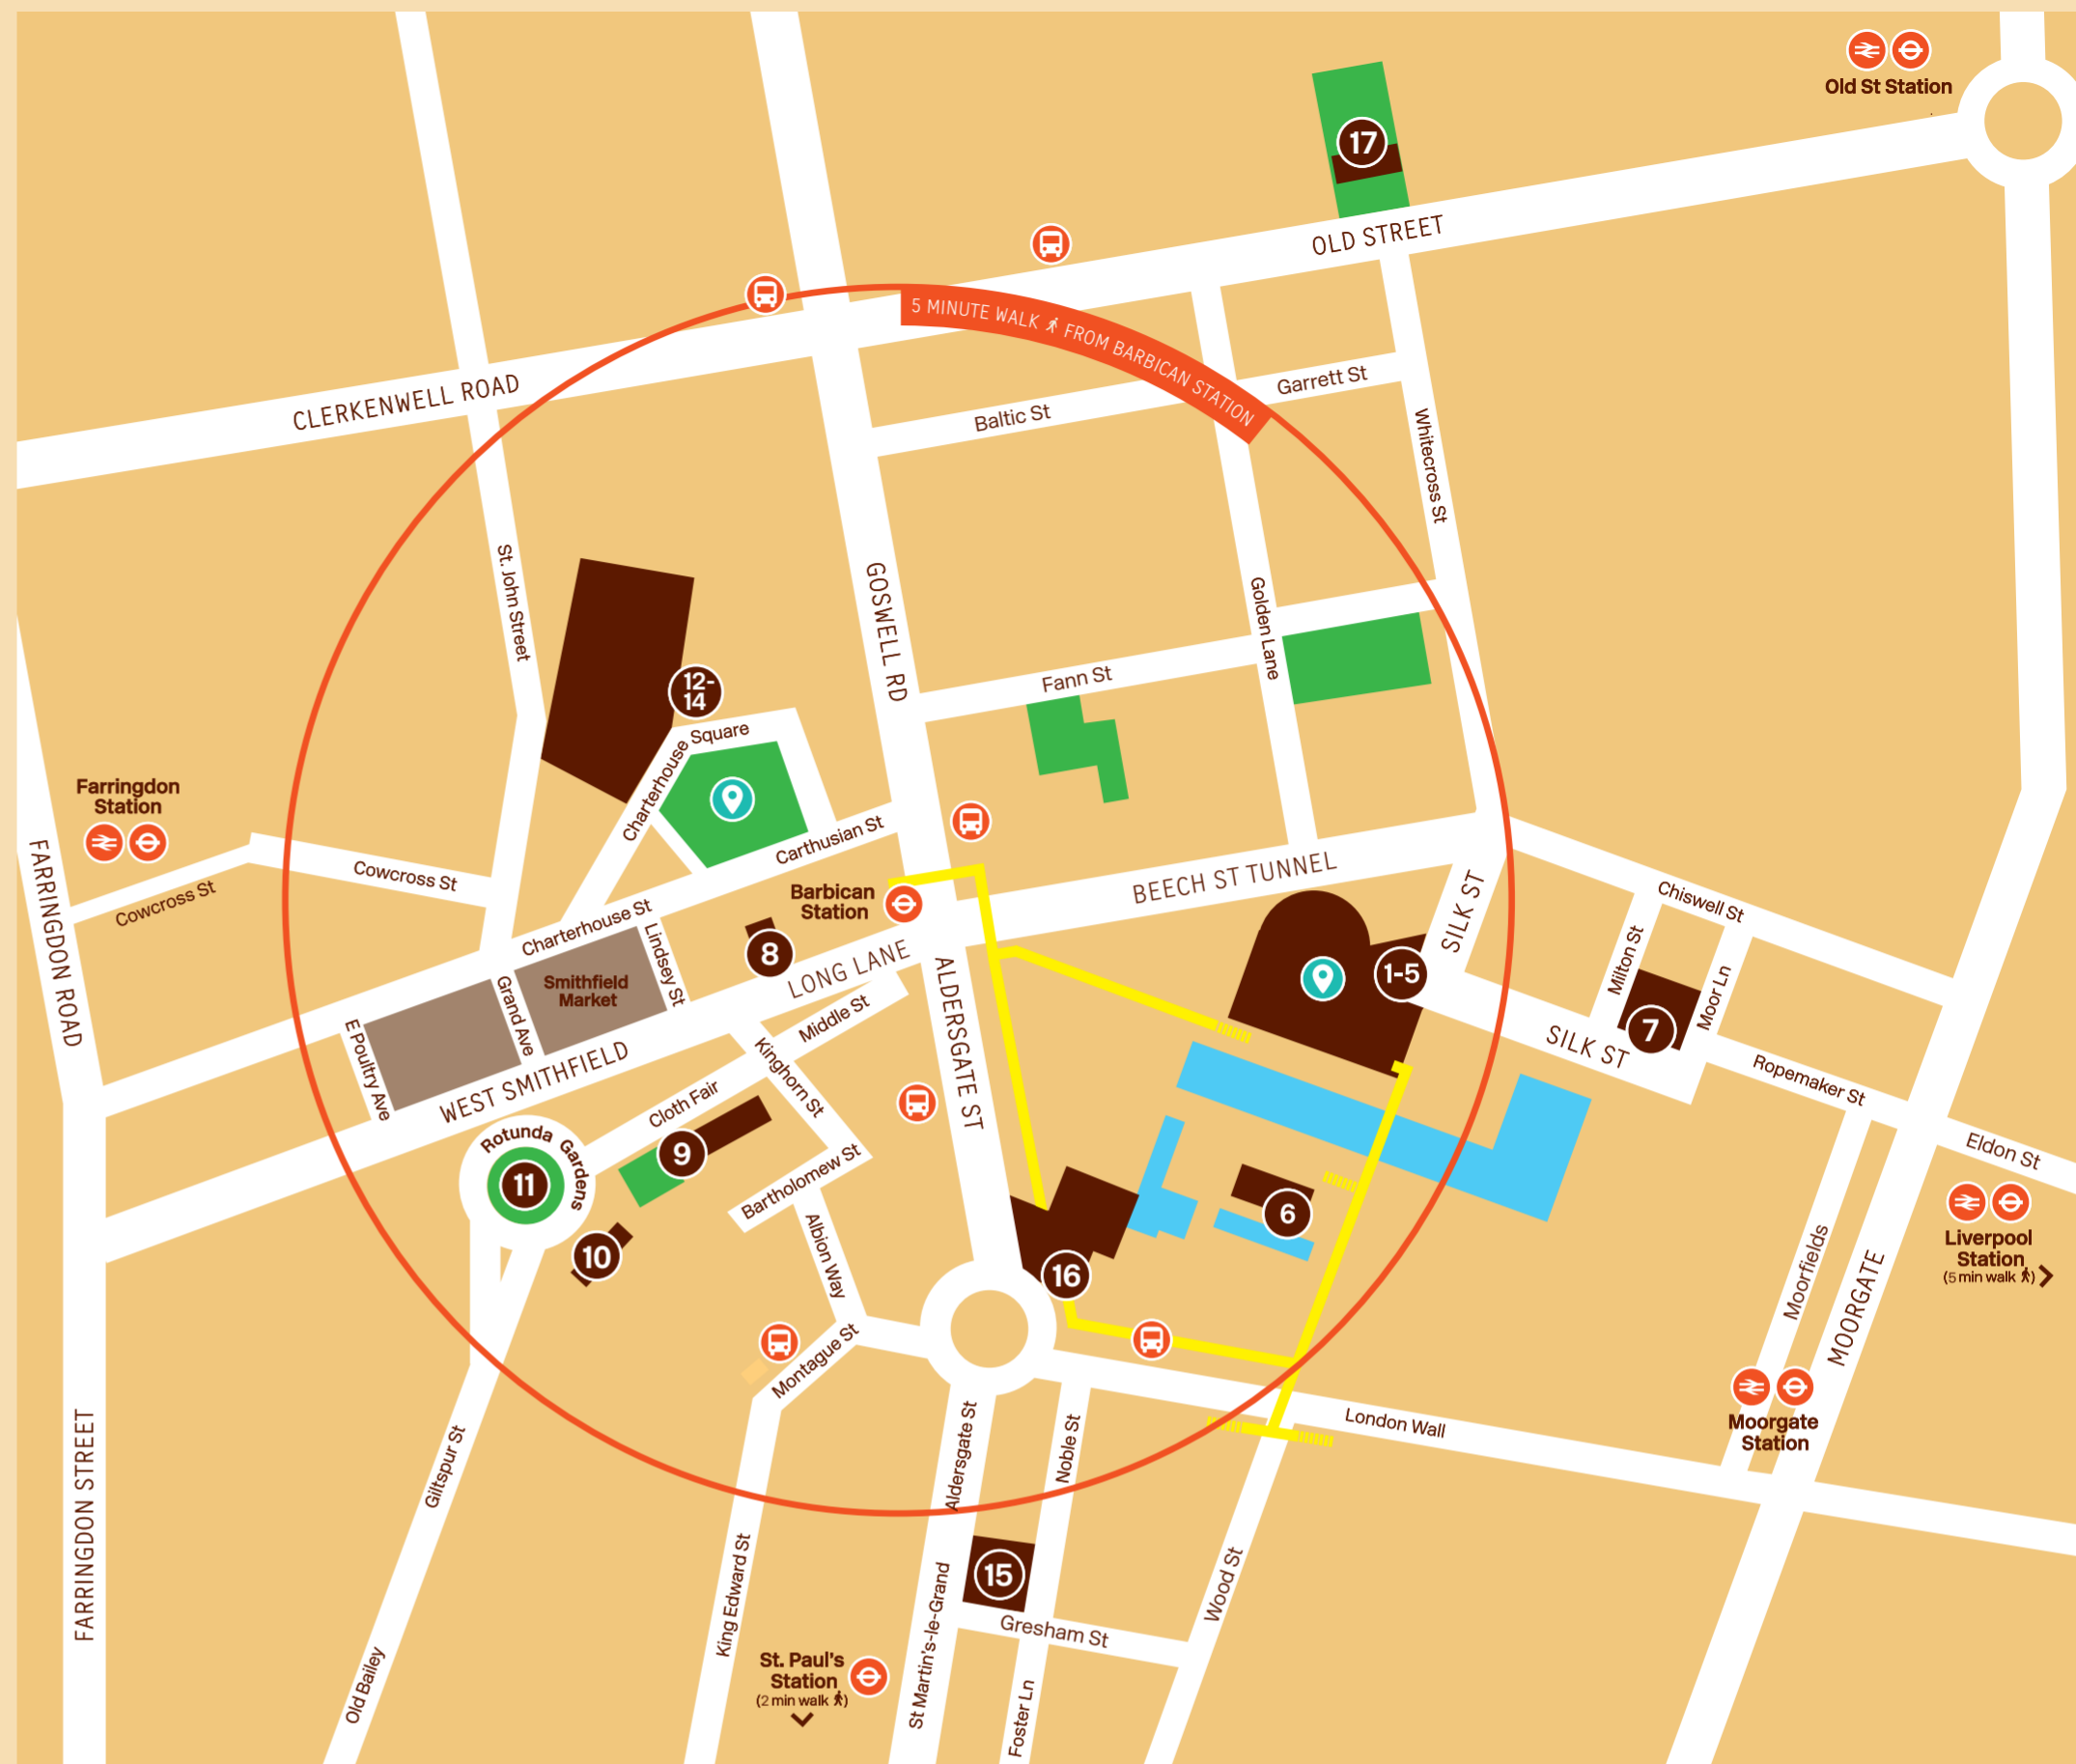 Old St Station
17
OLD STREET
5 MINUTE WALK FROM BARBICAN STATION
CLERKENWELL ROAD
Garrett St
Baltic St
Whitecross St
St. John Street
GOSWELL RD
Golden Lane
12-
14
Fann St
Charterhouse Square
Farringdon
Station
Carthusian St
FARRINGDON ROAD
Cowcross St
Cowcross St
Barbican
Station
BEECH ST TUNNEL
SILK ST
Chiswell St
Charterhouse St
Lindsey St
8
LONG LANE
Smithfield
Market
Grand Ave
E Poultry Ave
WEST SMITHFIELD
Middle St
ALDERSGATE ST
1-5
Milton St
Moor Ln
7
SILK ST
Ropemaker St
Eldon St
Kinghorn St
Cloth Fair
Rotunda Gardens
9
11
Bartholomew St
10
Albion Way
6
16
Liverpool
Station
(5 min walk)
Moorfields
MOORGATE
Montague St
Moorgate
Station
London Wall
FARRINGDON STREET
Giltspur St
Aldersgate St
Noble St
King Edward St
15
Wood St
Gresham St
St Martin's-le-Grand
Old Bailey
St. Paul's
Station
(2 min walk)
Foster Ln